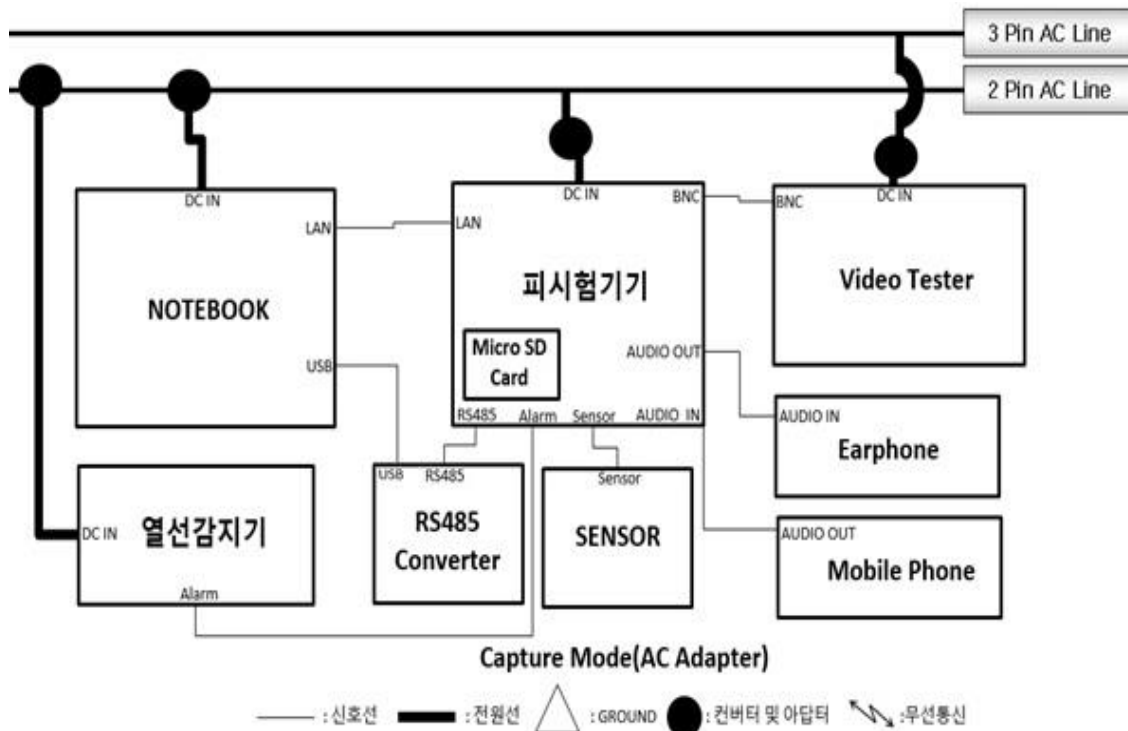 3 Pin AC Line
2 Pin AC Line
DC IN
LAN
NOTEBOOK
USB
DC IN
BNC
LAN
피시험기기
Micro SD
Card
AUDIO OUT
RS485
Alarm
Sensor
AUDIO IN
DC IN
BNC
Video Tester
AUDIO IN
Earphone
DC IN
열선감지기
Alarm
USB
RS485
RS485
Converter
Sensor
SENSOR
AUDIO OUT
Mobile Phone
Capture Mode(AC Adapter)
: 신호선
: 전원선
: GROUND
: 컨버터 및 아답터
: 무선통신